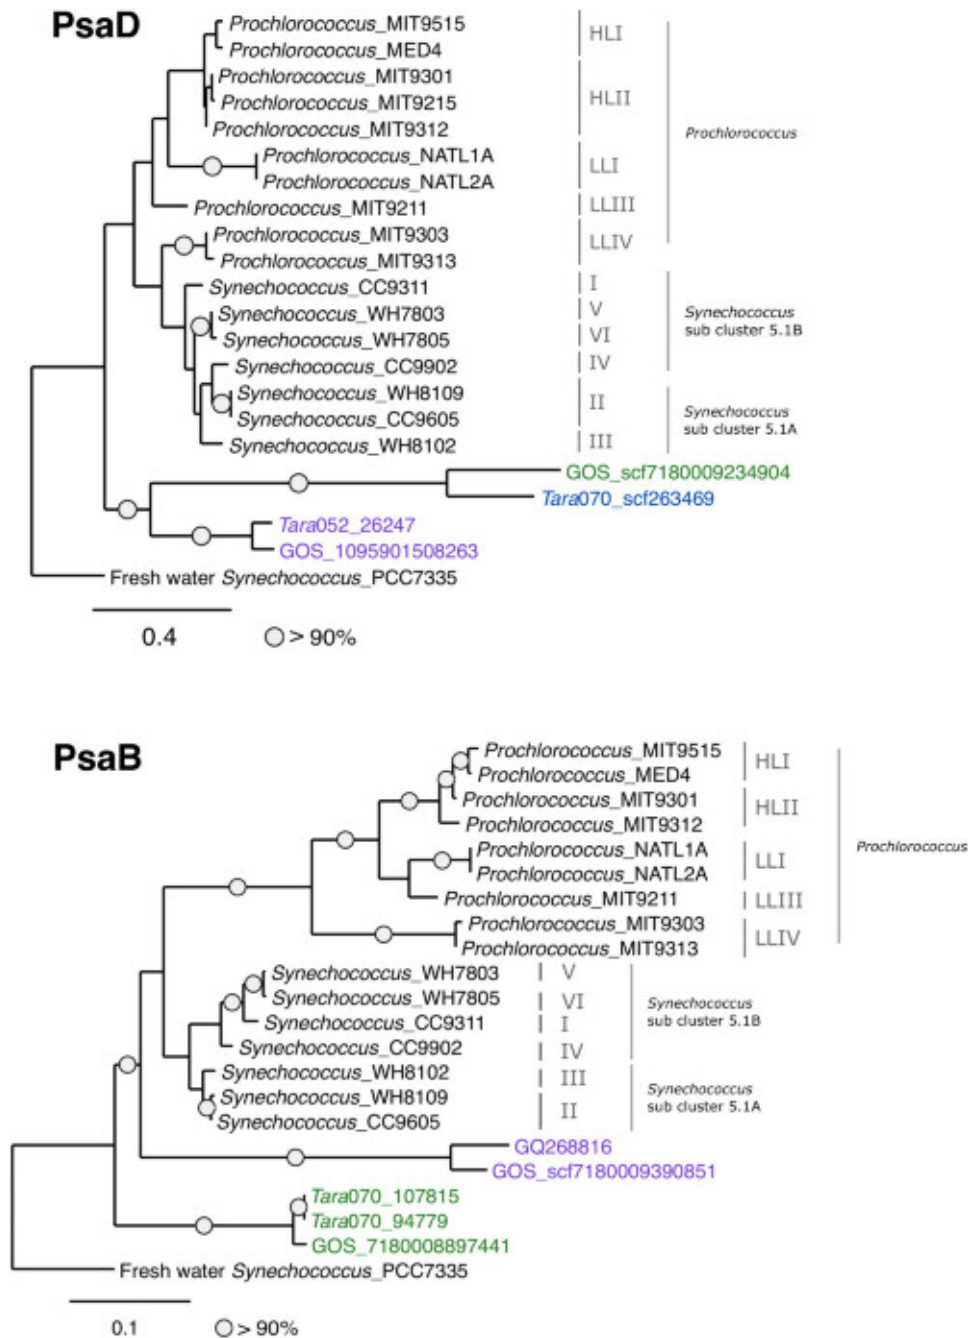 PsaD
Prochlorococcus_MIT9515
Prochlorococcus_MED4
HLI
Prochlorococcus_MIT9301
Prochlorococcus_MIT9215
Prochlorococcus_MIT9312
HLII
Prochlorococcus
Prochlorococcus_NATL1A
Prochlorococcus_NATL2A
LLI
Prochlorococcus_MIT9211
LLIII
Prochlorococcus_MIT9303
Prochlorococcus_MIT9313
LLIV
Synechococcus_CC9311
I
Synechococcus_WH7803
V
Synechococcus
sub cluster 5.1B
Synechococcus_WH7805
VI
Synechococcus_CC9902
IV
Synechococcus_WH8109
Synechococcus_CC9605
II
Synechococcus
sub cluster 5.1A
Synechococcus_WH8102
III
GOS_scf7180009234904
Tara070_scf263469
Tara052_26247
GOS_1095901508263
Fresh water Synechococcus_PCC7335
0.4
> 90%
PsaB
Prochlorococcus_MIT9515
Prochlorococcus_MED4
HLI
Prochlorococcus_MIT9301
Prochlorococcus_MIT9312
HLII
Prochlorococcus_NATL1A
Prochlorococcus_NATL2A
LLI
Prochlorococcus
Prochlorococcus_MIT9211
LLIII
Prochlorococcus_MIT9303
Prochlorococcus_MIT9313
LLIV
Synechococcus_WH7803
V
Synechococcus_WH7805
VI
Synechococcus
sub cluster 5.1B
Synechococcus_CC9311
I
Synechococcus_CC9902
IV
Synechococcus_WH8102
III
Synechococcus_WH8109
Synechococcus_CC9605
II
Synechococcus
sub cluster 5.1A
GQ268816
GOS_scf7180009390851
Tara070_107815
Tara070_94779
GOS_7180008897441
Fresh water Synechococcus_PCC7335
0.1
> 90%